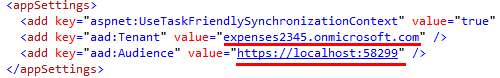 <appSettings>
<add key="aspnet:UseTaskFriendlySynchronizationContext" value="true"
<add key="aad:Tenant" value="expenses2345.onmicrosoft.com" />
<add key="aad:Audience" value="https://localhost:58299" />
</appSettings>